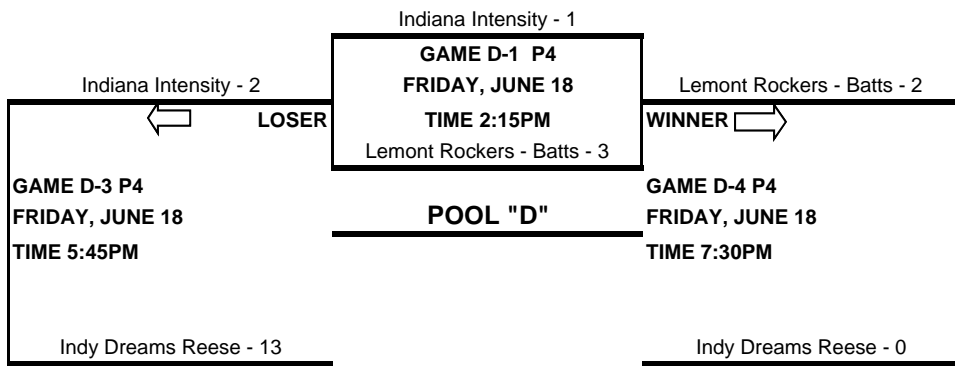 Indiana Intensity - 1
GAME D-1 P4
FRIDAY, JUNE 18
TIME 2:15PM
Lemont Rockers - Batts - 3
Indiana Intensity - 2
LOSER
Lemont Rockers - Batts - 2
WINNER
GAME D-3 P4
FRIDAY, JUNE 18
TIME 5:45PM
POOL "D"
GAME D-4 P4
FRIDAY, JUNE 18
TIME 7:30PM
Indy Dreams Reese - 13
Indy Dreams Reese - 0